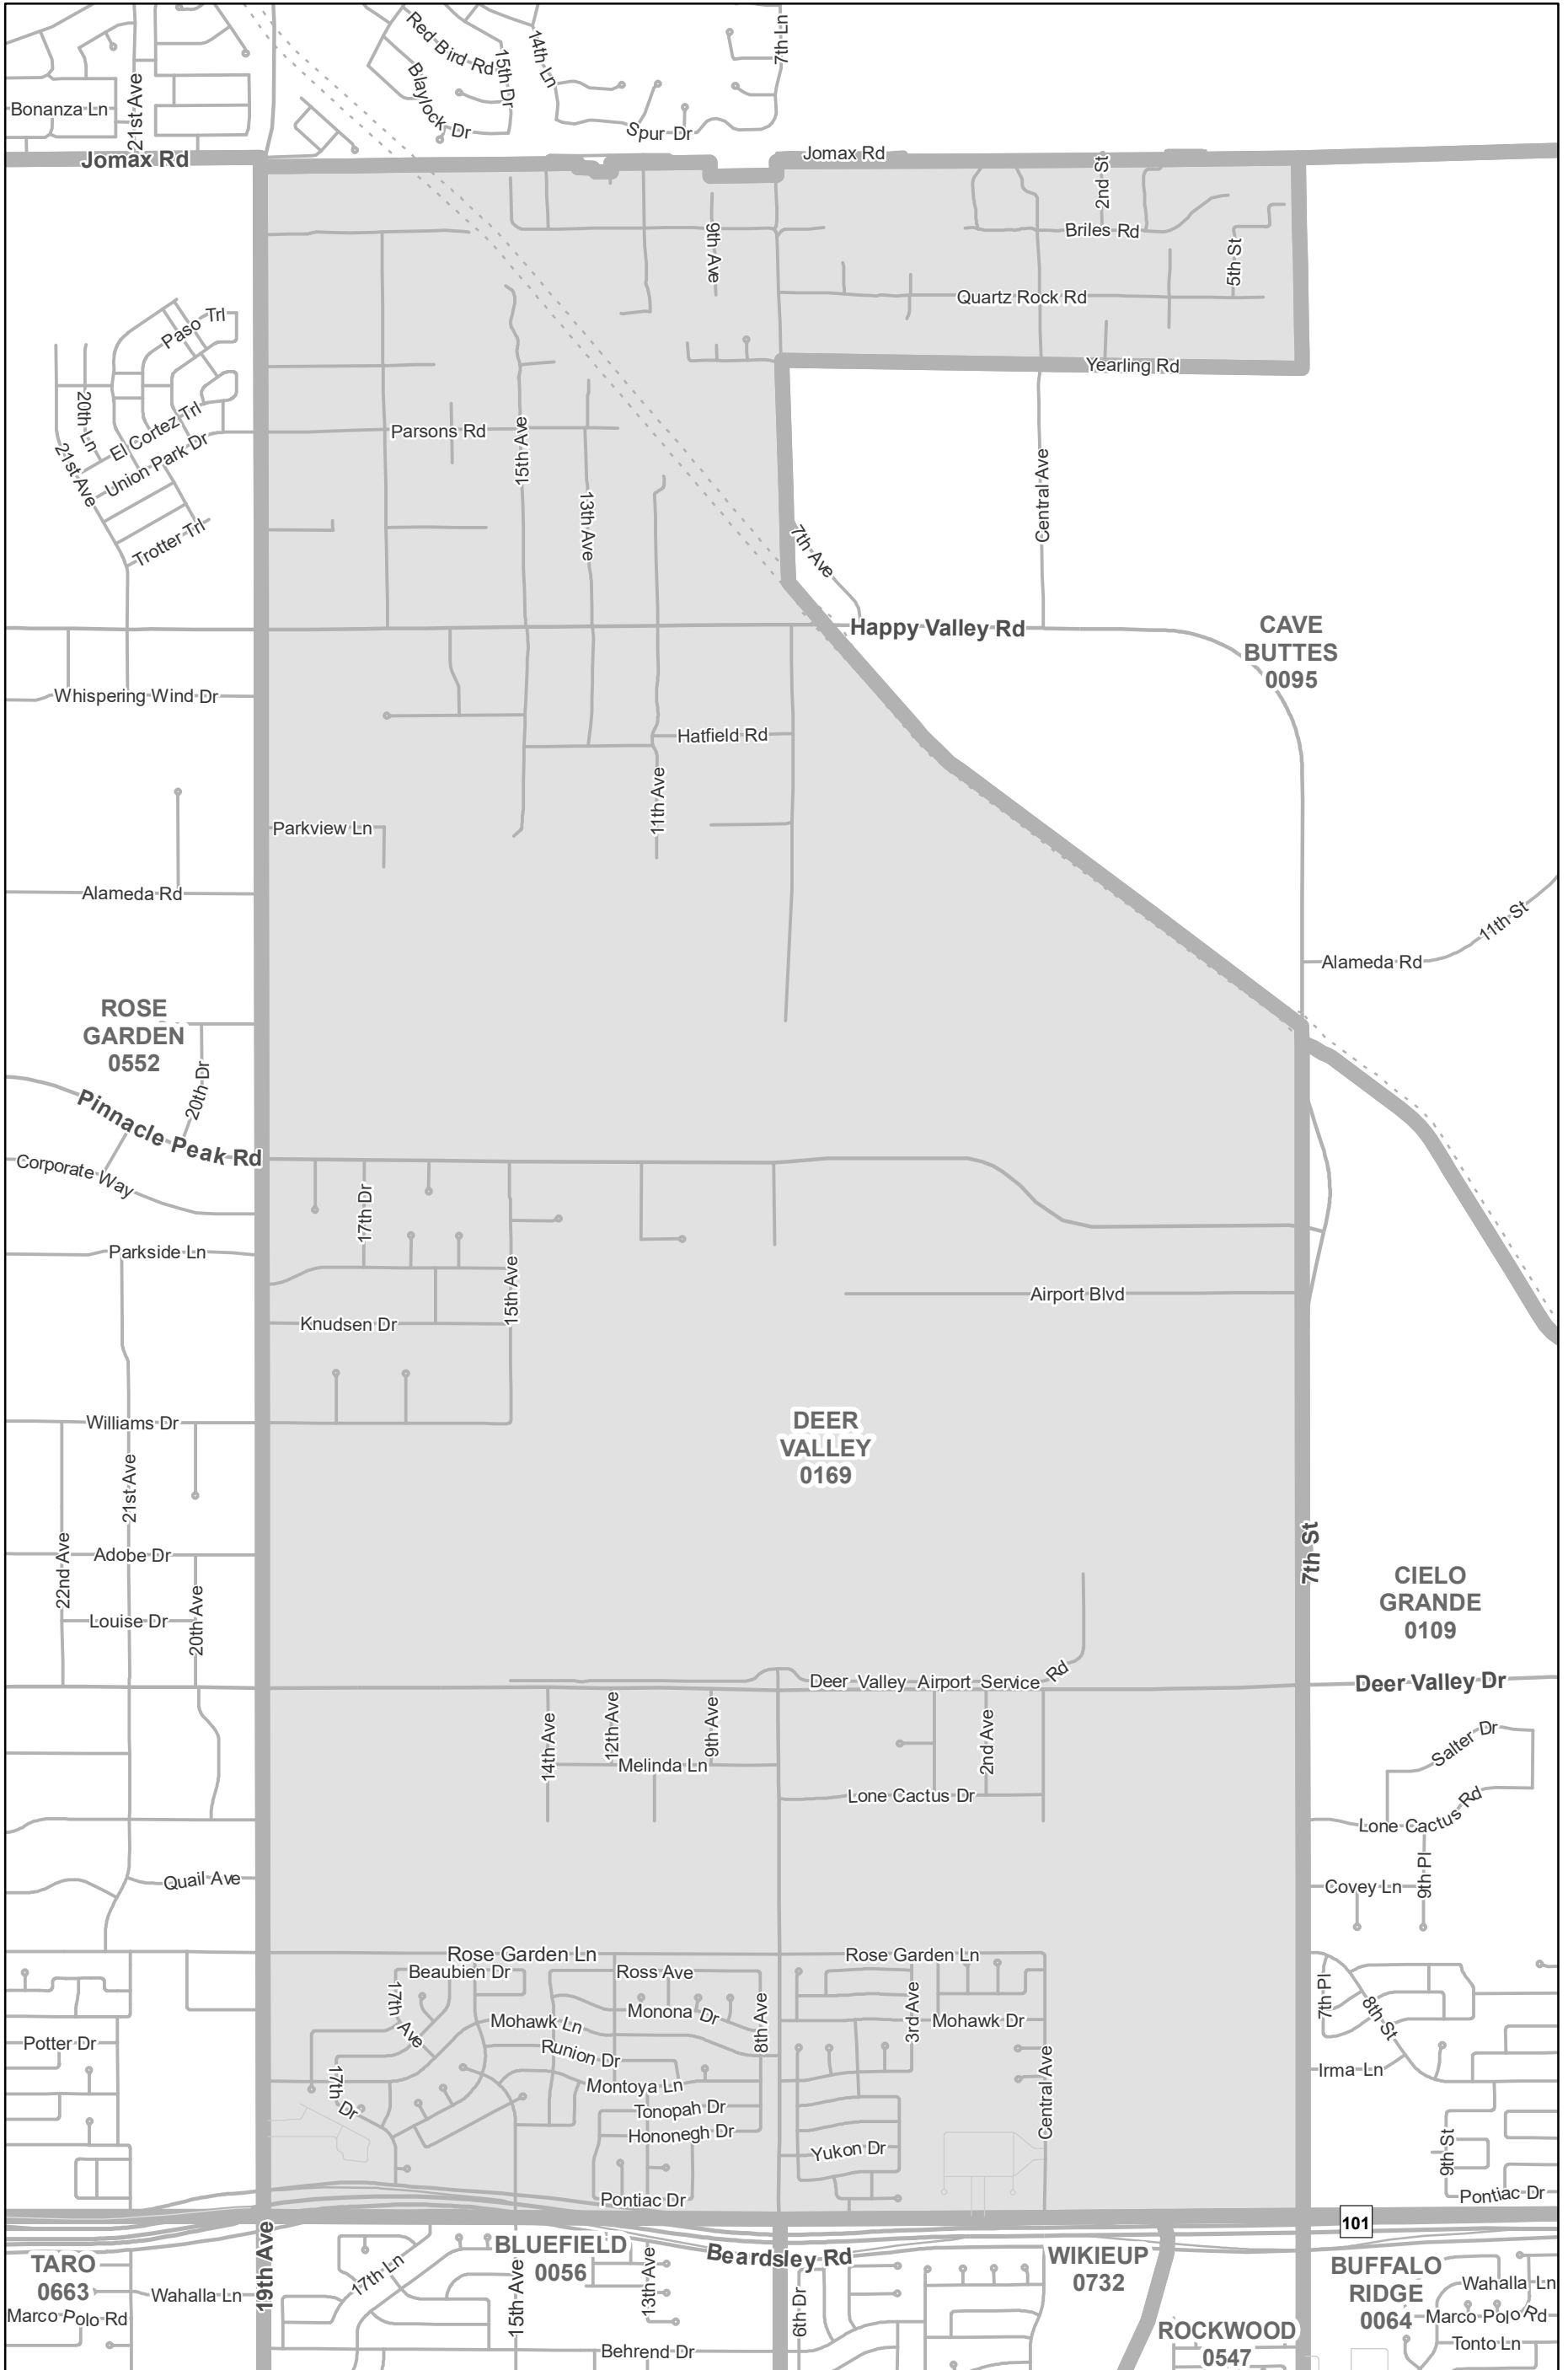 Red Bird Rd
15th Dr
14th Ln
7th Ln
Blaylock Dr
Spur Dr
Bonanza Ln
21st Ave
Jomax Rd
Jomax Rd
2nd St
9th Ave
Briles Rd
5th St
Quartz Rock Rd
Paso Trl
Yearling Rd
20th Ln
El Cortez Trl
21st Ave
Union Park Dr
Parsons Rd
15th Ave
Central Ave
13th Ave
Trotter Trl
7th Ave
Happy Valley Rd
CAVE
BUTTES
0095
Whispering Wind Dr
Hatfield Rd
11th Ave
Parkview Ln
Alameda Rd
11th St
Alameda Rd
ROSE
GARDEN
0552
20th Dr
Pinnacle Peak Rd
Corporate Way
17th Dr
Parkside Ln
15th Ave
Airport Blvd
Knudsen Dr
DEER
VALLEY
0169
Williams Dr
21st Ave
7th St
22nd Ave
Adobe Dr
CIELO
GRANDE
0109
20th Ave
Louise Dr
Deer Valley Airport Service Rd
Deer Valley Dr
14th Ave
12th Ave
9th Ave
2nd Ave
Salter Dr
Melinda Ln
Lone Cactus Dr
Lone Cactus Rd
Quail Ave
Covey Ln
9th Pl
Rose Garden Ln
Rose Garden Ln
Beaubien Dr
Ross Ave
17th Ave
Monona Dr
8th Ave
3rd Ave
7th Pl
8th St
Mohawk Ln
Mohawk Dr
Potter Dr
Runion Dr
Irma Ln
17th Dr
Montoya Ln
Central Ave
Tonopah Dr
Hononegh Dr
Yukon Dr
9th St
Pontiac Dr
Pontiac Dr
101
19th Ave
BLUEFIELD
0056
Beardsley Rd
WIKIEUP
0732
TARO
0663
BUFFALO
RIDGE
0064
17th Ln
15th Ave
13th Ave
6th Dr
Wahalla Ln
Wahalla Ln
Marco Polo Rd
Marco Polo Rd
ROCKWOOD
0547
Tonto Ln
Behrend Dr